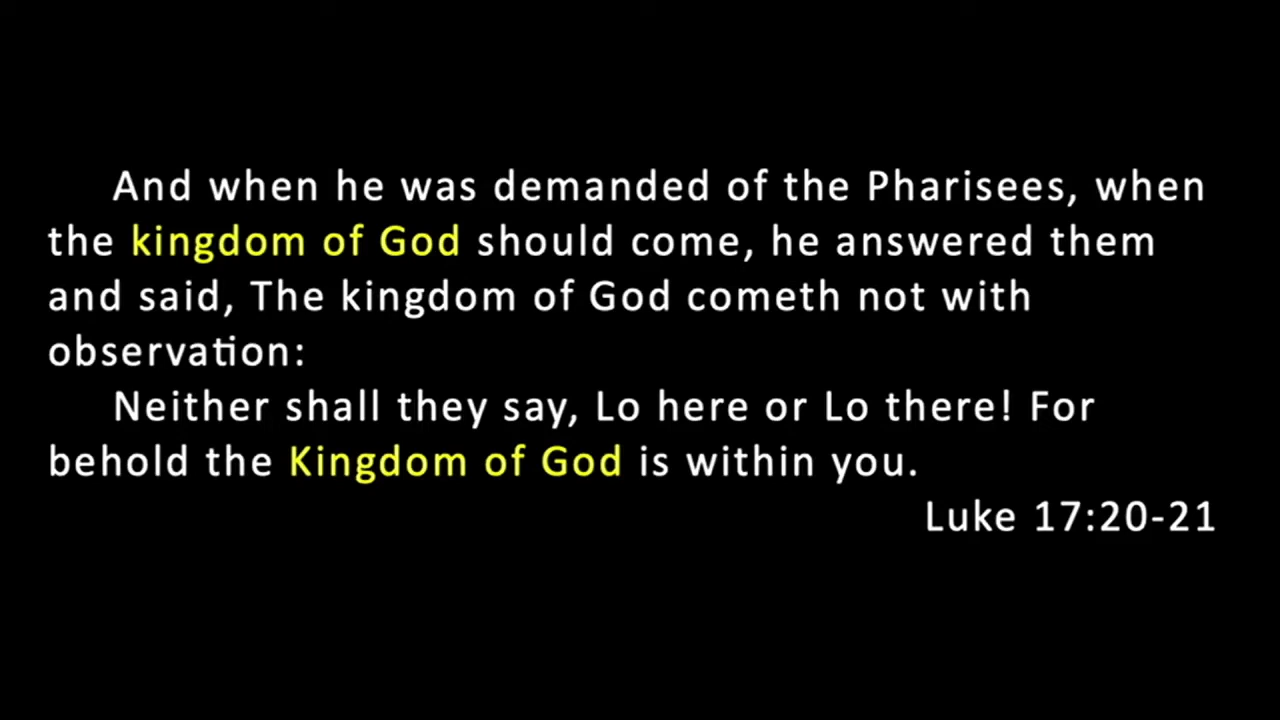 And when he was demanded of the Pharisees, when
the kingdom of God should come, he answered them
and said, The kingdom of God cometh not with
observation:
Neither shall they say, Lo here or Lo there! For
behold the Kingdom of God is within you.
Luke 17:20-21